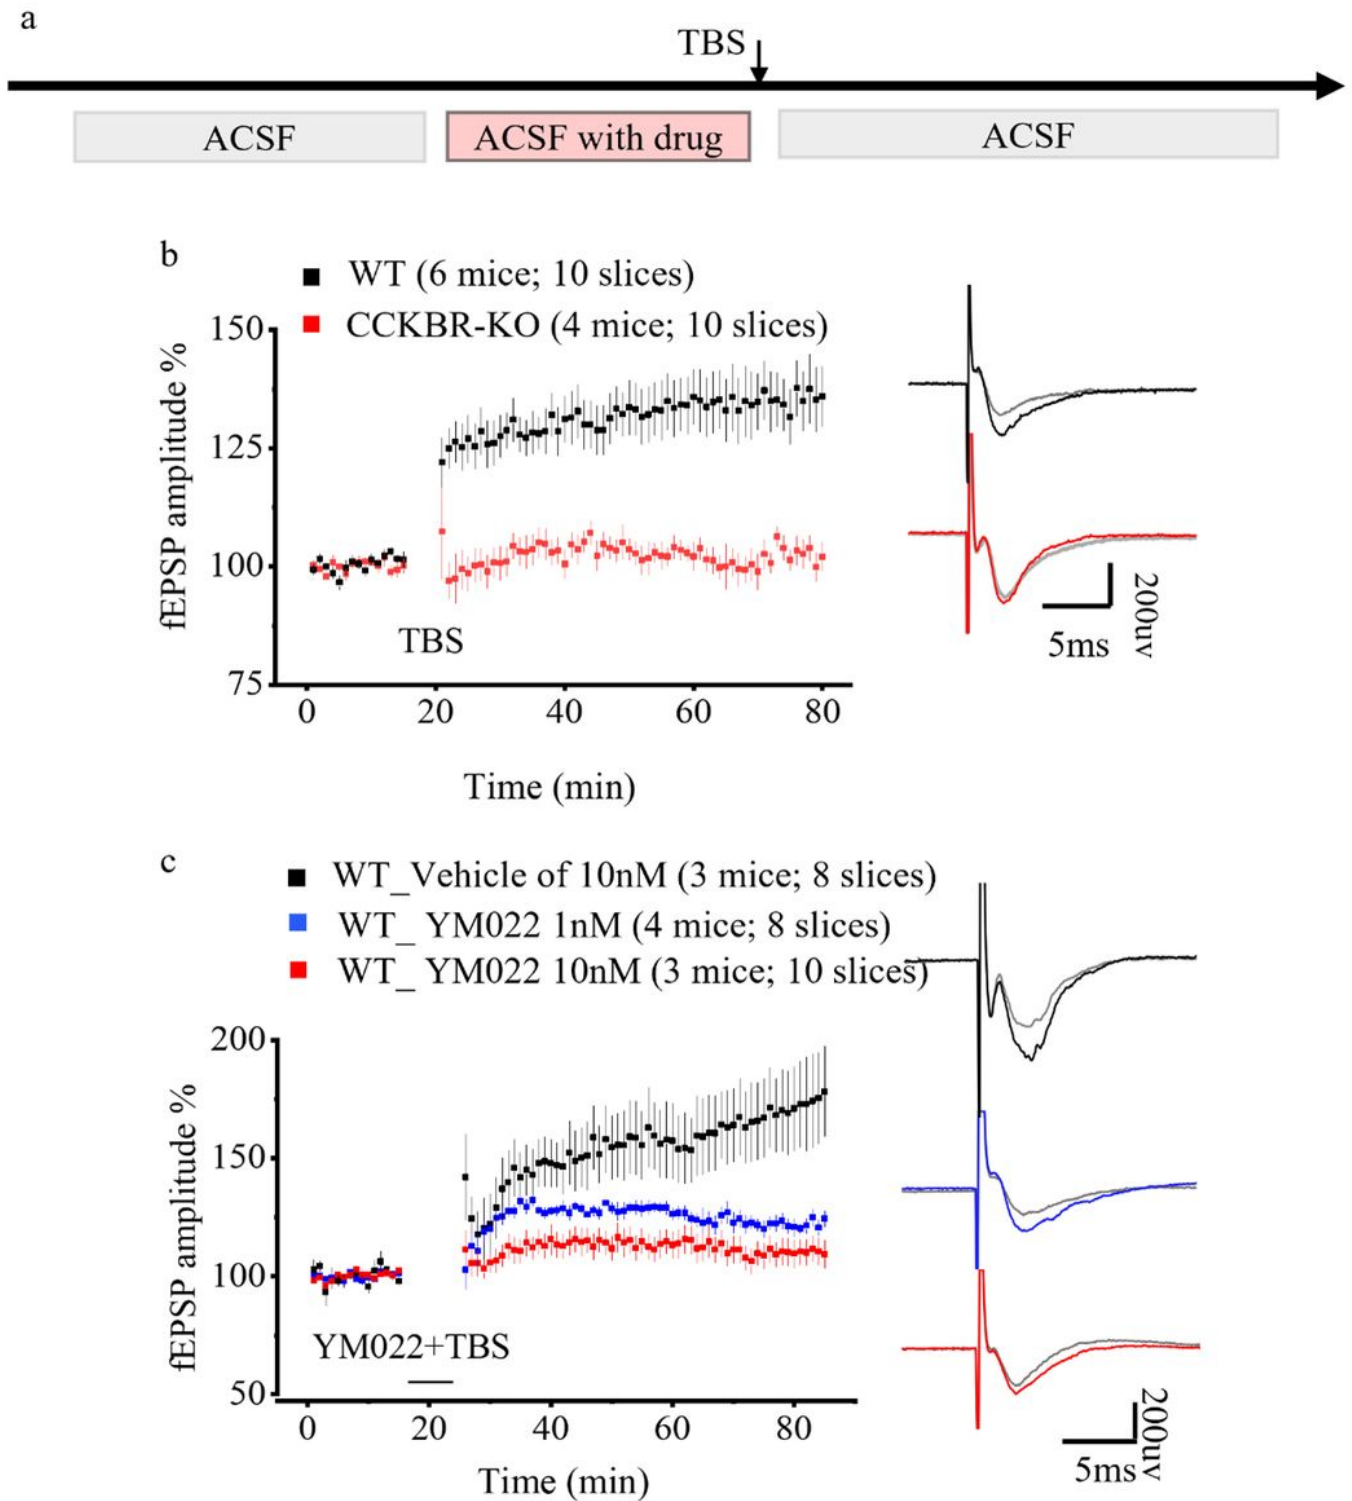 a
TBS
ACSF
ACSF with drug
ACSF
b
WT (6 mice; 10 slices)
CCKBR-KO (4 mice; 10 slices)
150
125
100
75
fEPSP amplitude %
TBS
0 20 40 60 80
Time (min)
200uv
5ms
c
WT_Vehicle of 10nM (3 mice; 8 slices)
WT_ YM022 1nM (4 mice; 8 slices)
WT_ YM022 10nM (3 mice; 10 slices)
200
150
100
50
fEPSP amplitude %
YM022+TBS
0 20 40 60 80
Time (min)
200uv
5ms